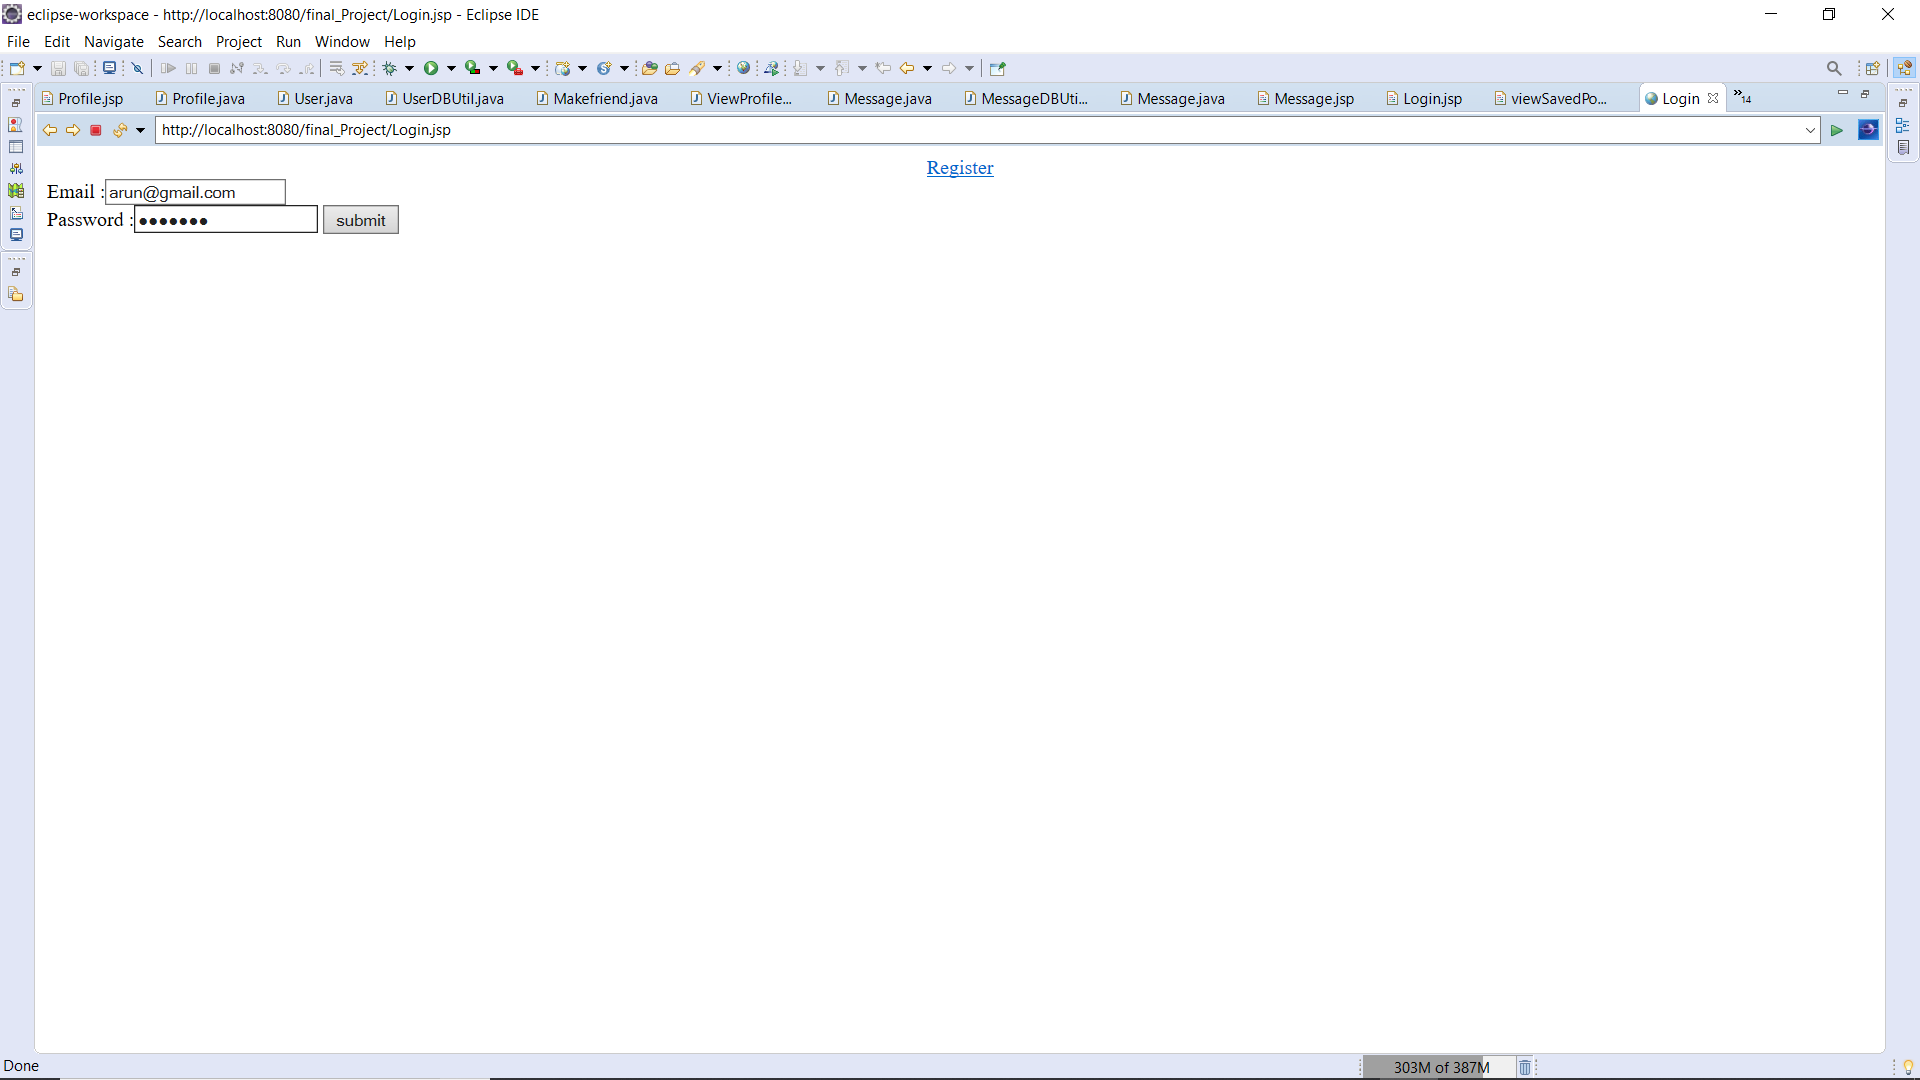 eclipse-workspace - http://localhost:8080/final_Project/Login.jsp - Eclipse IDE
File Edit Navigate Search Project Run Window Help
Profile.jsp Profile.java User.java UserDBUtil.java Makefriend.java ViewProfile... Message.java MessageDBUti... Message.java Message.jsp Login.jsp viewSavedPo... Login »14
http://localhost:8080/final_Project/Login.jsp
Register
Email : arun@gmail.com
Password : ●●●●●●● submit
Done 303M of 387M